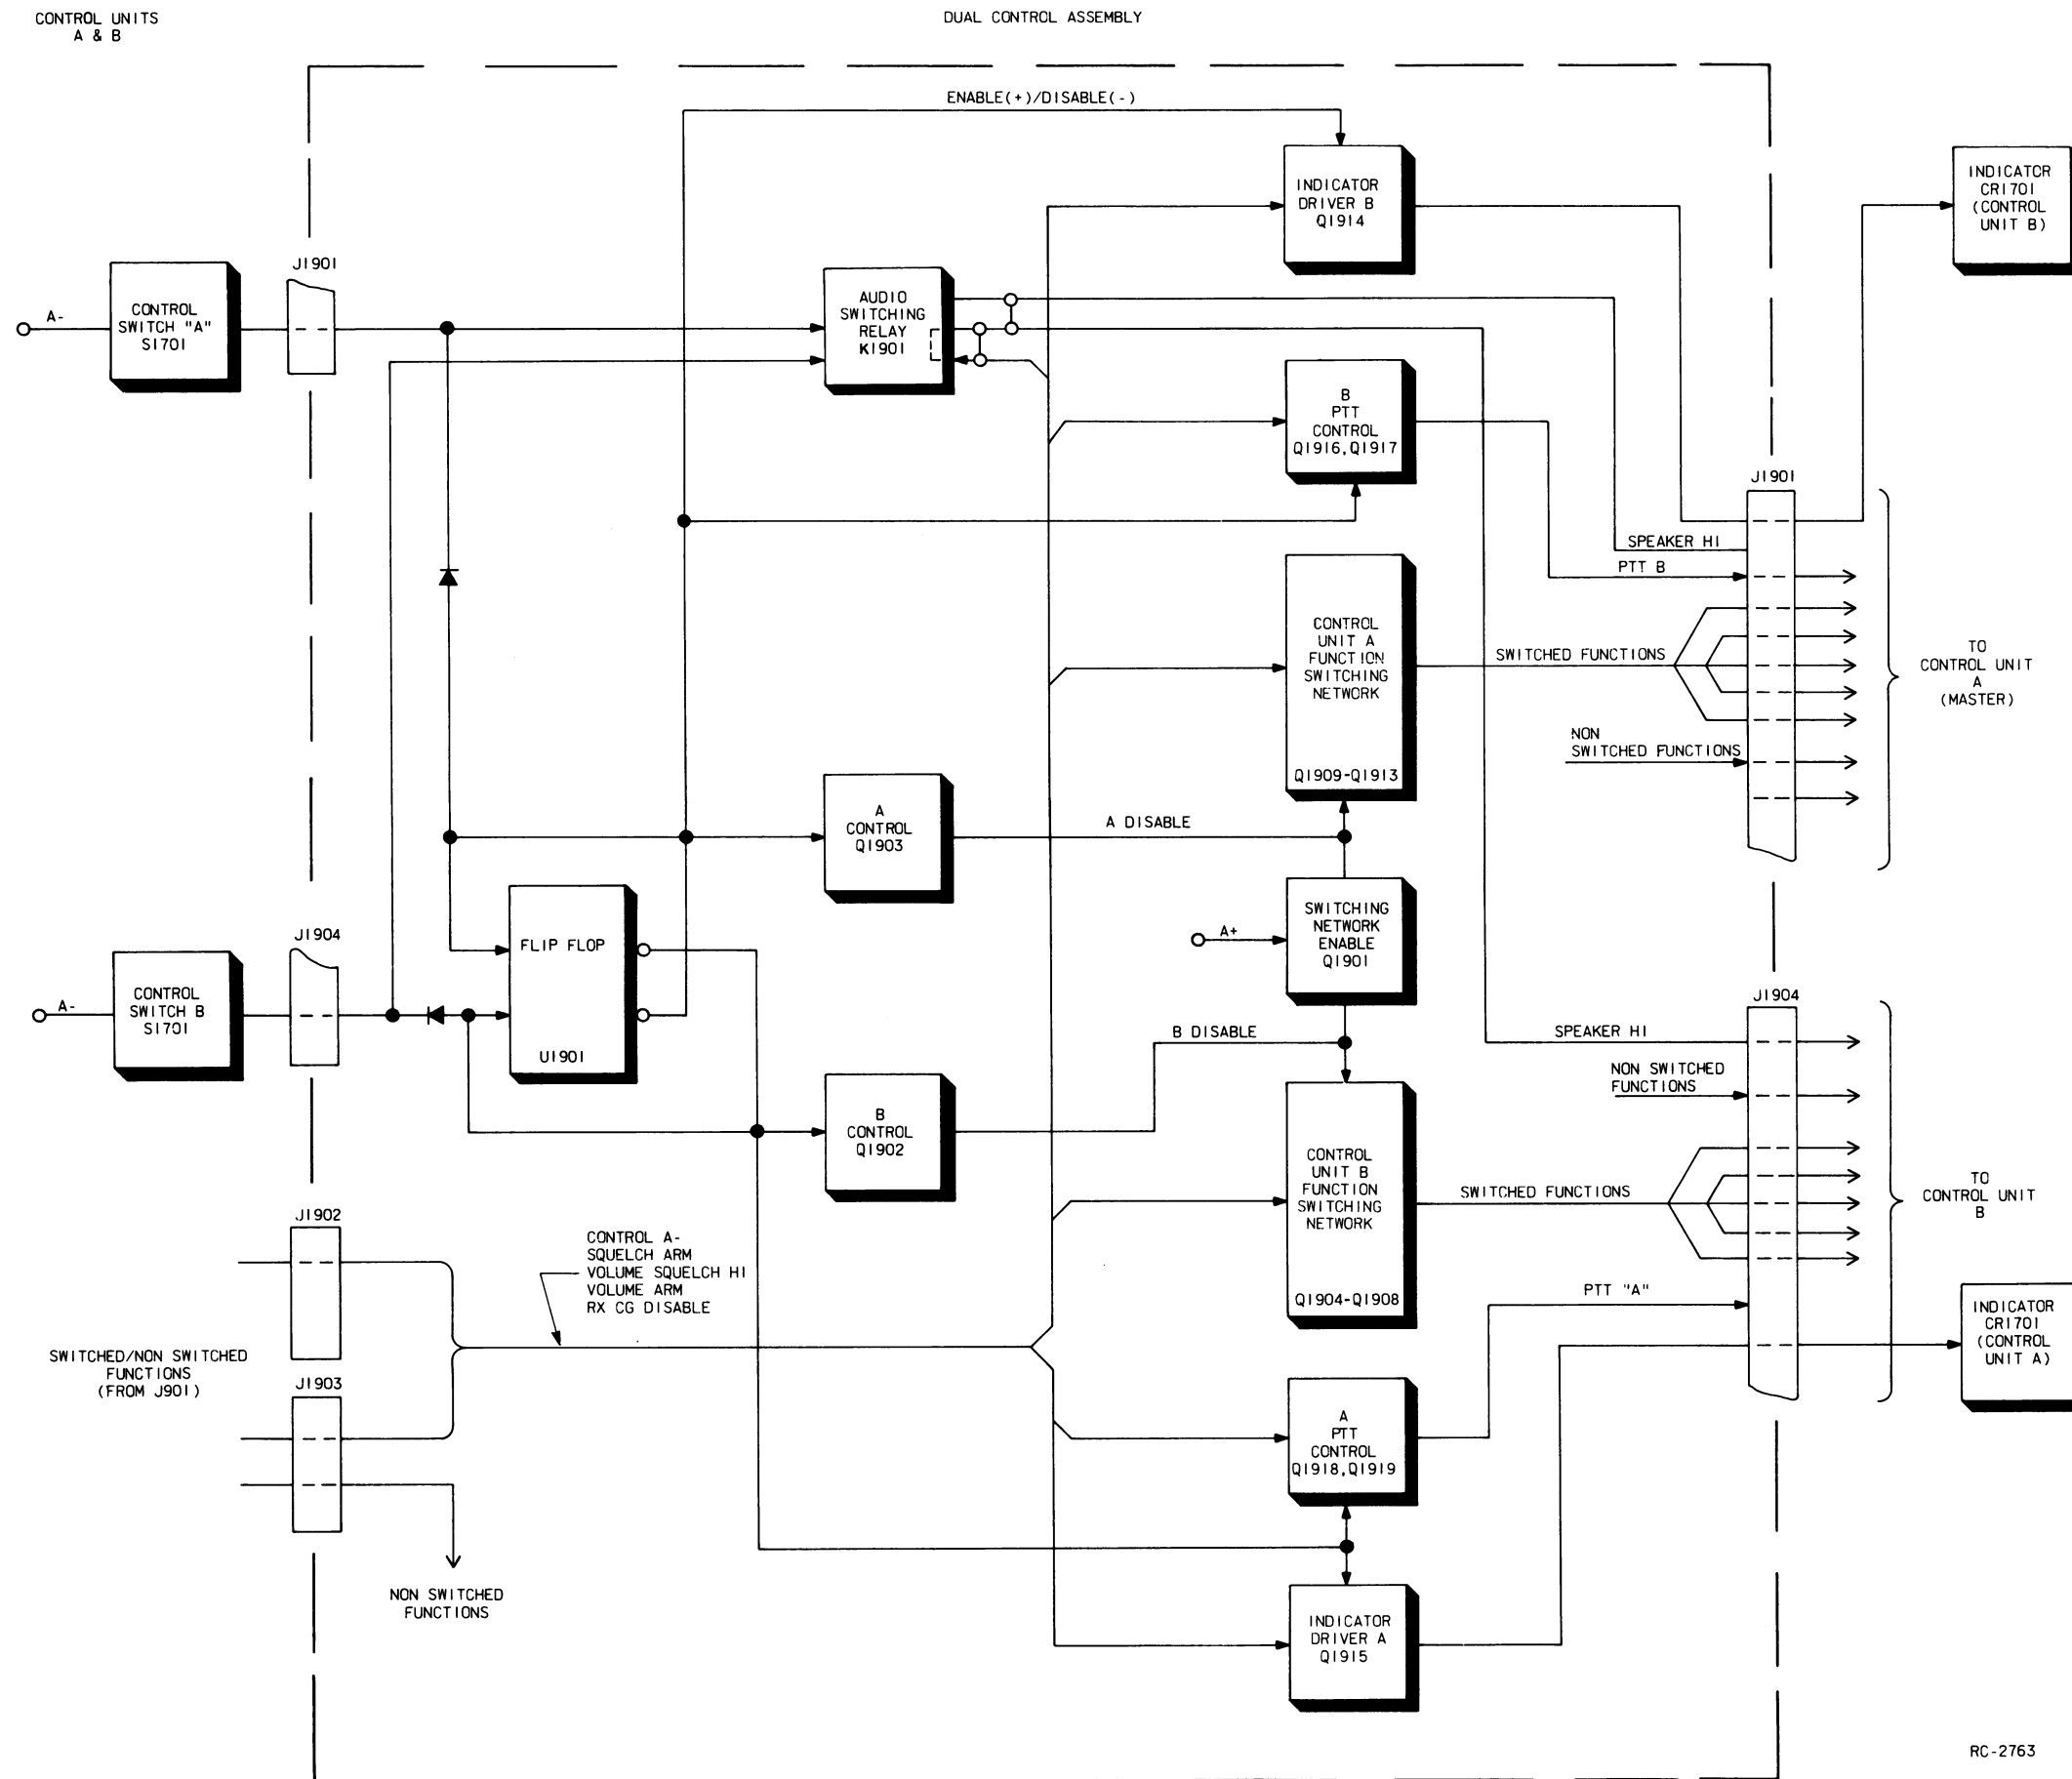 CONTROL UNITS
A & B
DUAL CONTROL ASSEMBLY
ENABLE(+)/DISABLE(-)
INDICATOR
DRIVER B
Q1914
INDICATOR
CR1701
(CONTROL
UNIT B)
J1901
A-
CONTROL
SWITCH "A"
S1701
AUDIO
SWITCHING
RELAY
K1901
B
PTT
CONTROL
Q1916,Q1917
J1901
SPEAKER HI
PTT B
CONTROL
UNIT A
FUNCTION
SWITCHING
NETWORK
Q1909-Q1913
SWITCHED FUNCTIONS
NON
SWITCHED FUNCTIONS
TO
CONTROL UNIT
A
(MASTER)
A
CONTROL
Q1903
A DISABLE
SWITCHING
NETWORK
ENABLE
Q1901
A+
J1904
A-
CONTROL
SWITCH B
S1701
FLIP FLOP
U1901
B DISABLE
J1904
SPEAKER HI
NON SWITCHED
FUNCTIONS
B
CONTROL
Q1902
CONTROL
UNIT B
FUNCTION
SWITCHING
NETWORK
Q1904-Q1908
SWITCHED FUNCTIONS
TO
CONTROL UNIT
B
J1902
CONTROL A-
SQUELCH ARM
VOLUME SQUELCH HI
VOLUME ARM
RX CG DISABLE
PTT "A"
INDICATOR
CR1701
(CONTROL
UNIT A)
SWITCHED/NON SWITCHED
FUNCTIONS
(FROM J901)
J1903
A
PTT
CONTROL
Q1918,Q1919
NON SWITCHED
FUNCTIONS
INDICATOR
DRIVER A
Q1915
RC-2763